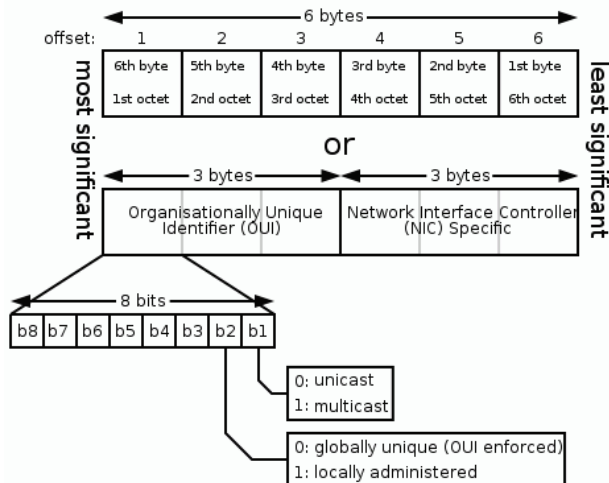 6 bytes
offset: 1 2 3 4 5 6
most significant
6th byte 5th byte 4th byte 3rd byte 2nd byte 1st byte
1st octet 2nd octet 3rd octet 4th octet 5th octet 6th octet
least significant
or
3 bytes 3 bytes
Organisationally Unique
Identifier (OUI)
Network Interface Controller
(NIC) Specific
8 bits
b8 b7 b6 b5 b4 b3 b2 b1
0: unicast
1: multicast
0: globally unique (OUI enforced)
1: locally administered